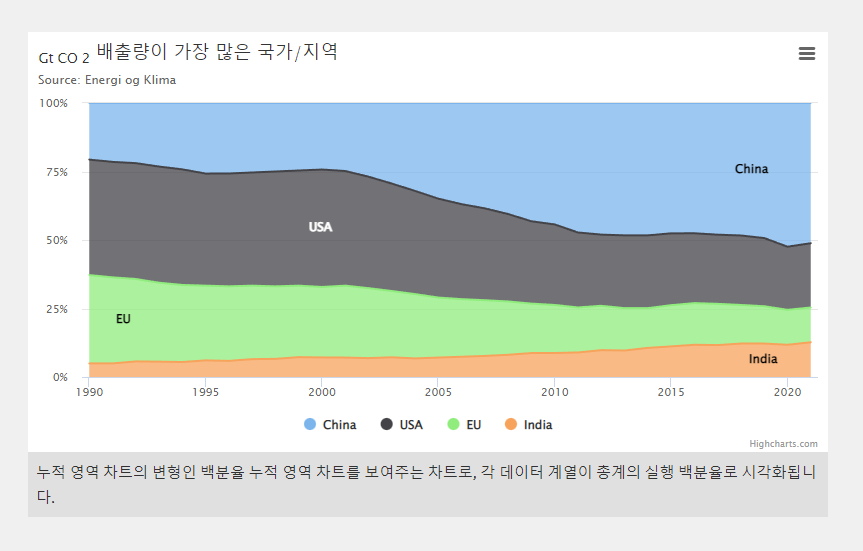 Gt CO 2 배출량이 가장 많은 국가/지역
Source: Energi og Klima
100%
75%
50%
25%
0%
China
USA
EU
India
1990
1995
2000
2005
2010
2015
2020
China
USA
EU
India
Highcharts.com
누적 영역 차트의 변형인 백분율 누적 영역 차트를 보여주는 차트로, 각 데이터 계열이 총계의 실행 백분율로 시각화됩니
다.